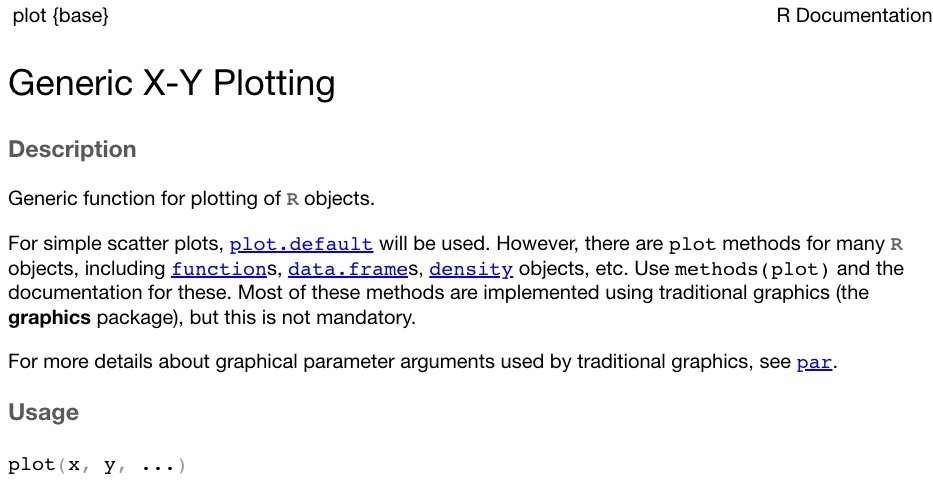 plot {base} R Documentation
Generic X-Y Plotting
Description
Generic function for plotting of R objects.
For simple scatter plots, plot.default will be used. However, there are plot methods for many R
objects, including functions, data.frames, density objects, etc. Use methods(plot) and the
documentation for these. Most of these methods are implemented using traditional graphics (the
graphics package), but this is not mandatory.
For more details about graphical parameter arguments used by traditional graphics, see par.
Usage
plot(x, y, ...)